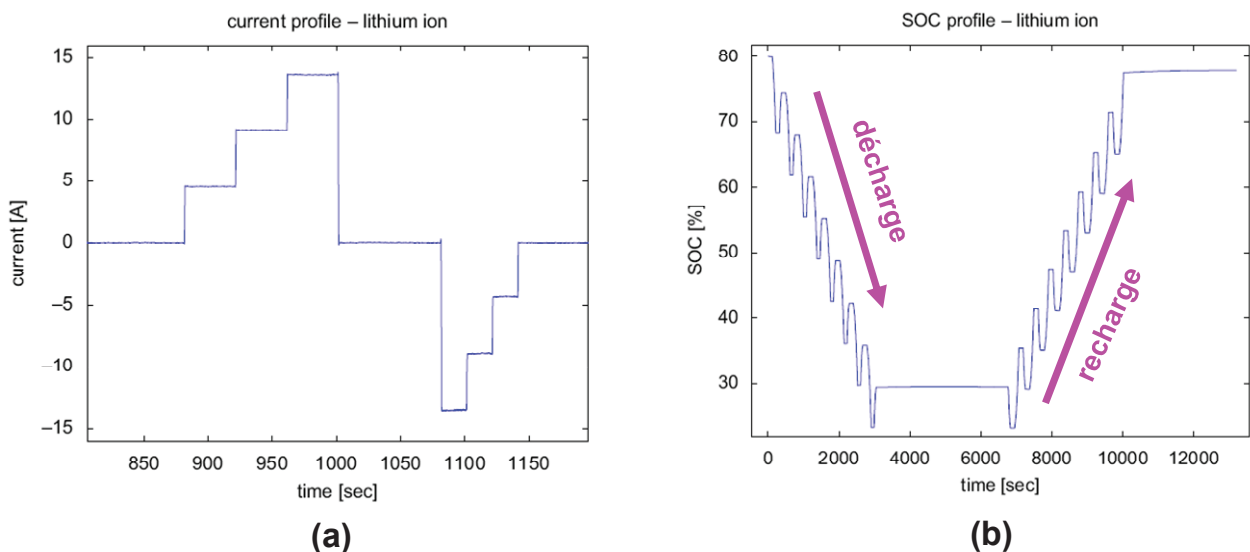 current profile – lithium ion
15
10
5
0
–5
–10
–15
current [A]
850 900 950 1000 1050 1100 1150
time [sec]
(a)
SOC profile – lithium ion
80
70
60
50
40
30
SOC [%]
décharge
recharge
0 2000 4000 6000 8000 10000 12000
time [sec]
(b)